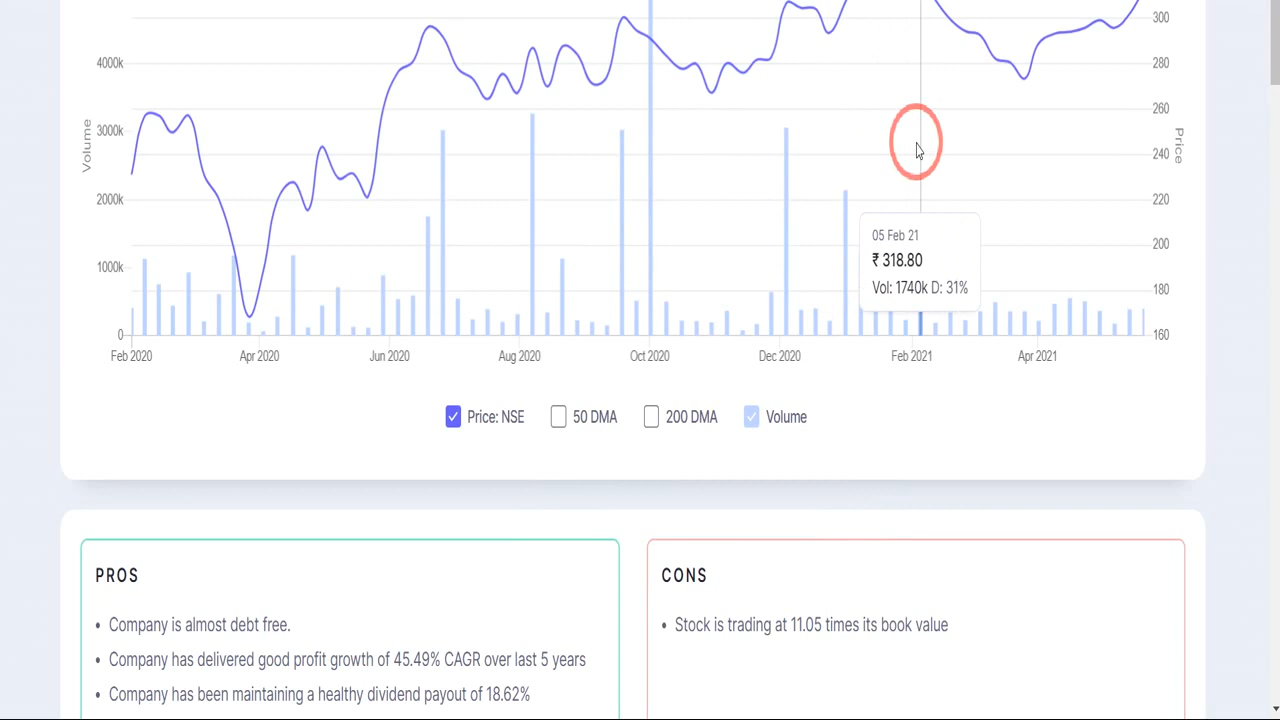 300
4000k
280
260
Volume
3000k
Price
240
2000k
220
05 Feb 21
200
₹ 318.80
1000k
Vol: 1740k D: 31%
180
0
160
Feb 2020 Apr 2020 Jun 2020 Aug 2020 Oct 2020 Dec 2020 Feb 2021 Apr 2021
Price: NSE 50 DMA 200 DMA Volume
PROS
• Company is almost debt free.
• Company has delivered good profit growth of 45.49% CAGR over last 5 years
• Company has been maintaining a healthy dividend payout of 18.62%
CONS
• Stock is trading at 11.05 times its book value